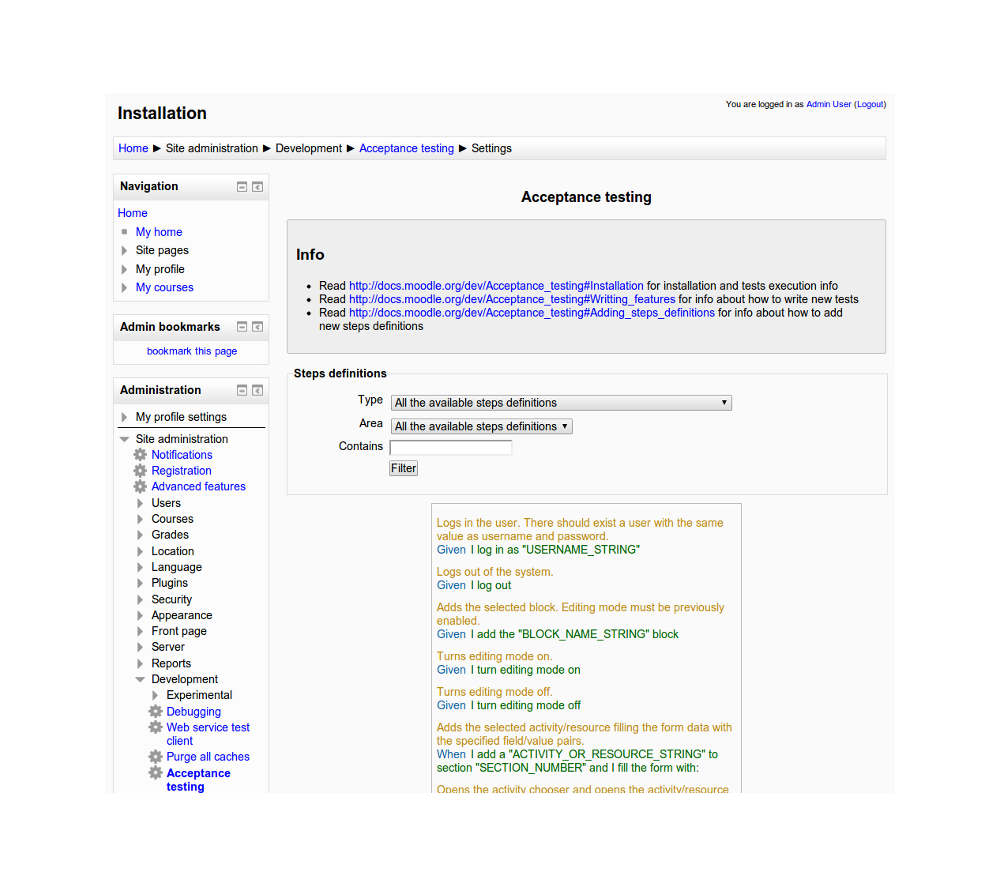 Installation
You are logged in as Admin User (Logout)
Home ► Site administration ► Development ► Acceptance testing ► Settings
Navigation
Home
My home
Site pages
My profile
My courses
Admin bookmarks
bookmark this page
Administration
My profile settings
Site administration
Notifications
Registration
Advanced features
Users
Courses
Grades
Location
Language
Plugins
Security
Appearance
Front page
Server
Reports
Development
Experimental
Debugging
Web service test
client
Purge all caches
Acceptance
testing
Acceptance testing
Info
• Read http://docs.moodle.org/dev/Acceptance_testing#Installation for installation and tests execution info
• Read http://docs.moodle.org/dev/Acceptance_testing#Writting_features for info about how to write new tests
• Read http://docs.moodle.org/dev/Acceptance_testing#Adding_steps_definitions for info about how to add
new steps definitions
Steps definitions
Type All the available steps definitions
Area All the available steps definitions
Contains
Filter
Logs in the user. There should exist a user with the same
value as username and password.
Given I log in as "USERNAME_STRING"
Logs out of the system.
Given I log out
Adds the selected block. Editing mode must be previously
enabled.
Given I add the "BLOCK_NAME_STRING" block
Turns editing mode on.
Given I turn editing mode on
Turns editing mode off.
Given I turn editing mode off
Adds the selected activity/resource filling the form data with
the specified field/value pairs.
When I add a "ACTIVITY_OR_RESOURCE_STRING" to
section "SECTION_NUMBER" and I fill the form with:
Opens the activity chooser and opens the activity/resource